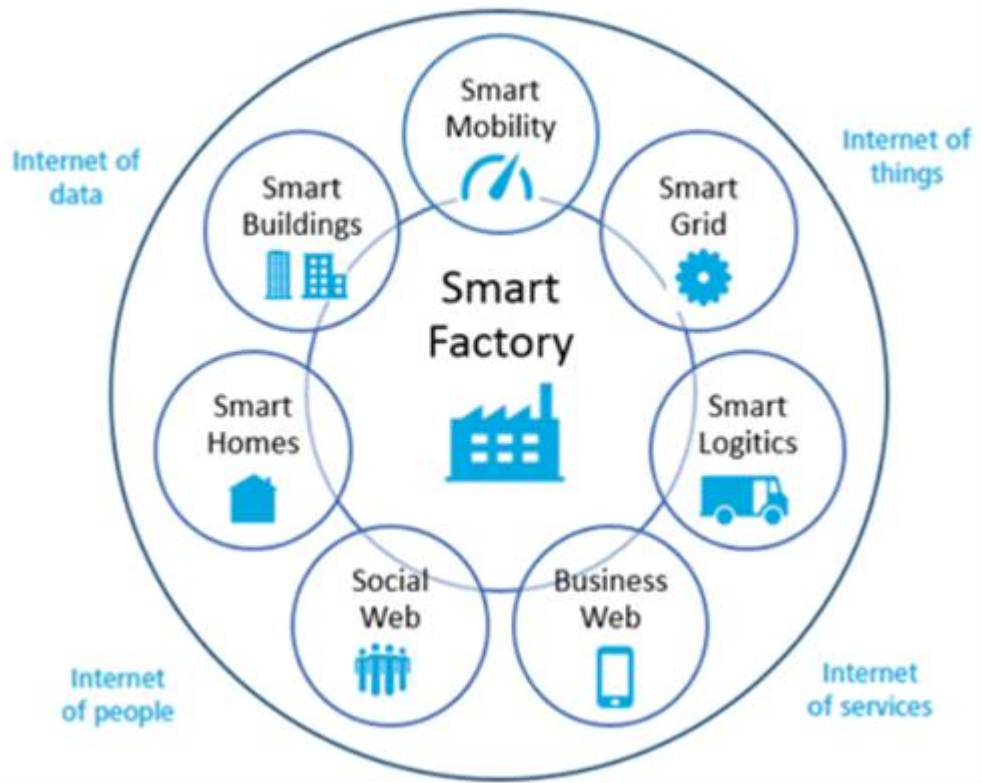 Smart
Mobility
Internet of
data
Internet of
things
Smart
Buildings
Smart
Grid
Smart
Factory
Smart
Homes
Smart
Logitics
Social
Web
Business
Web
Internet
of people
Internet
of services